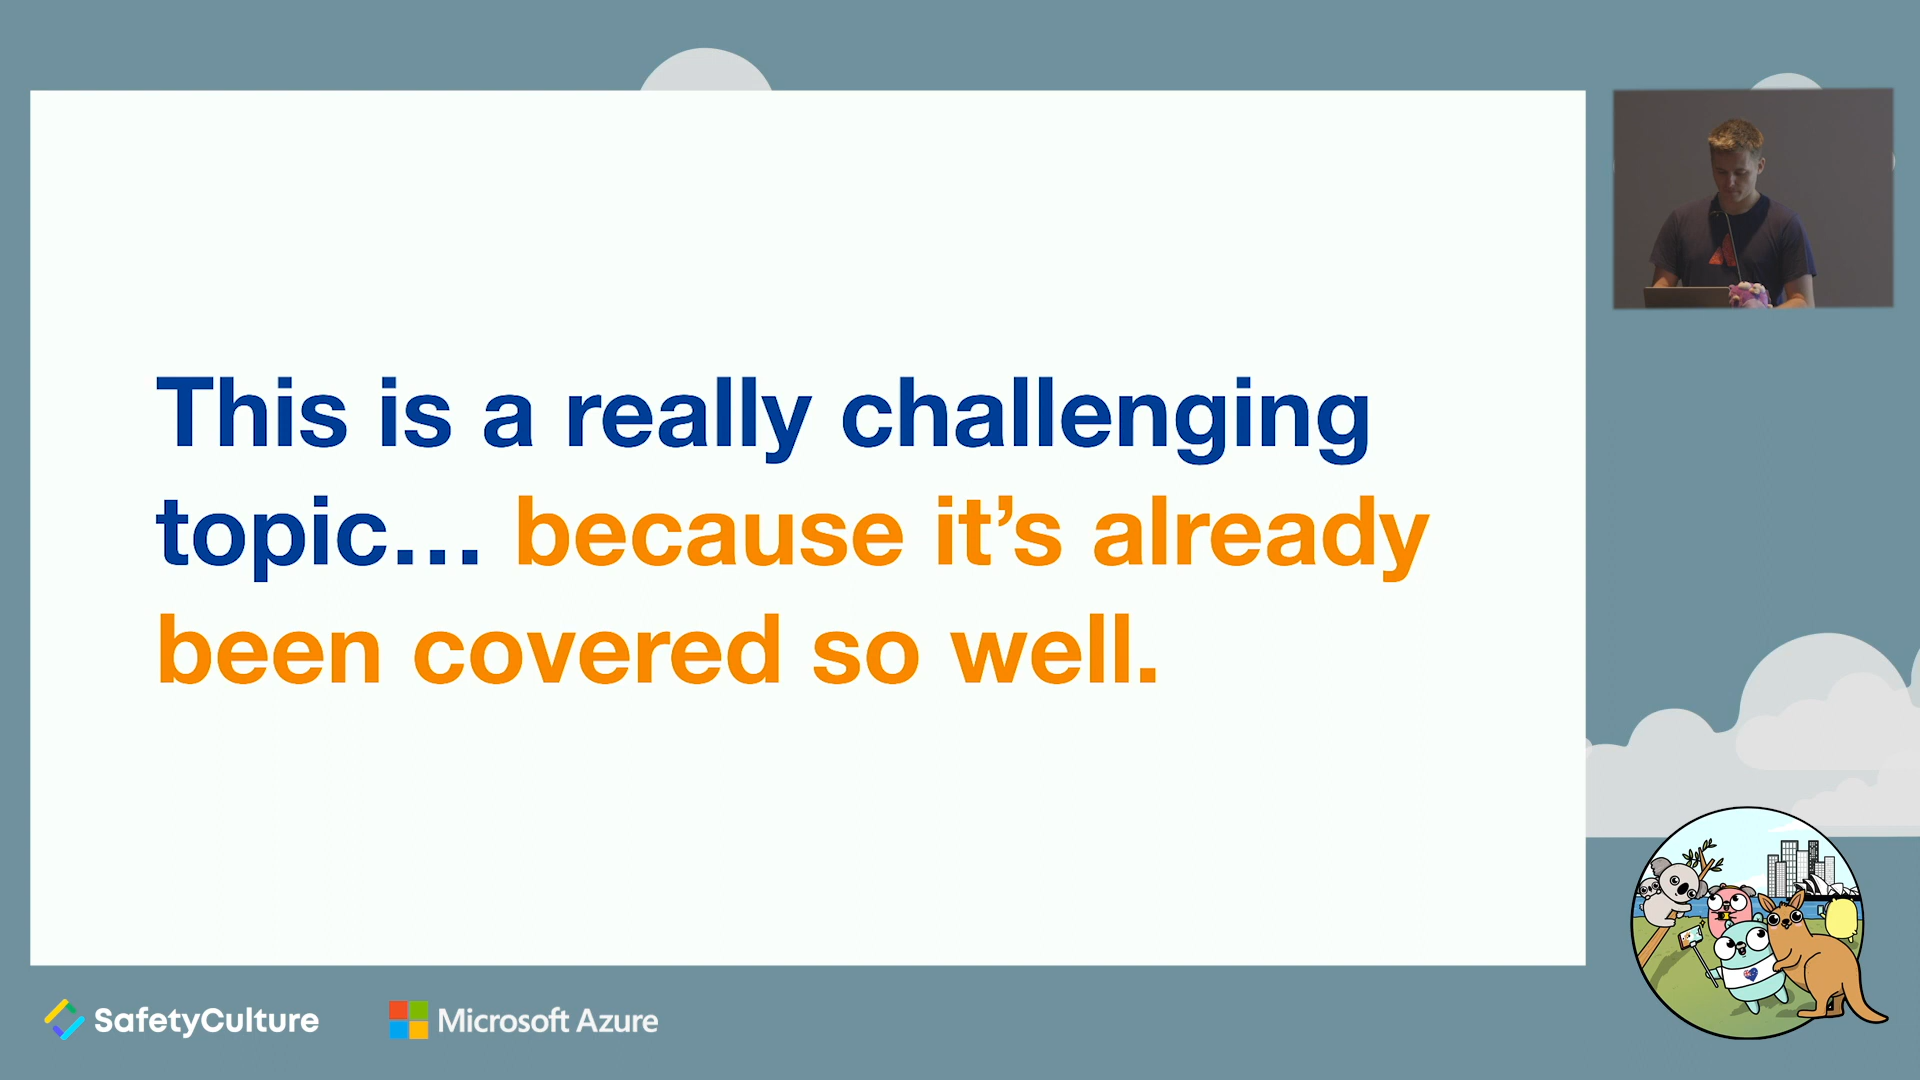 This is a really challenging
topic… because it’s already
been covered so well.
SafetyCulture
Microsoft Azure